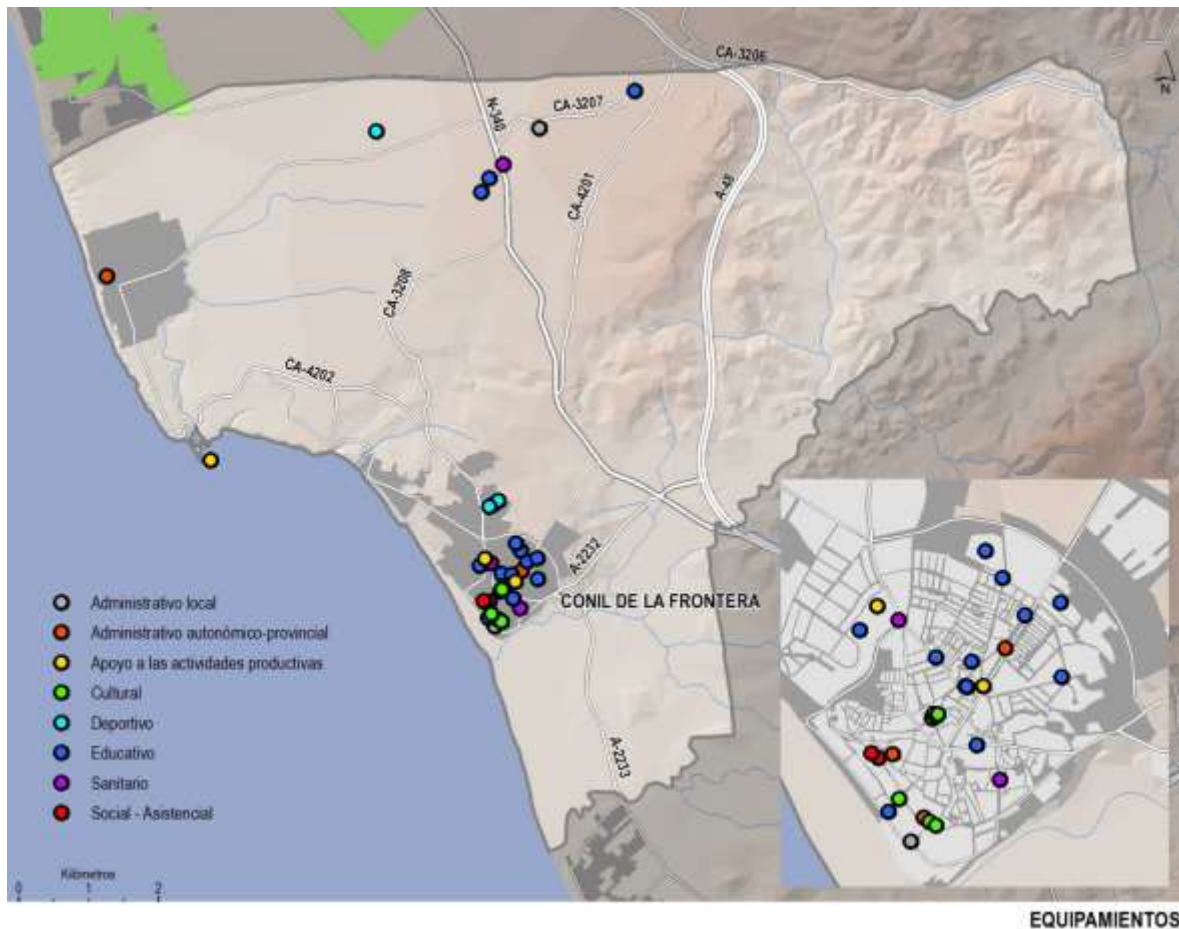 CA-3206
N
CA-3207
N-340
CA-4201
A-48
CA-3208
CA-4202
A-2232
CONIL DE LA FRONTERA
A-2233
Administrativo local
Administrativo autonómico-provincial
Apoyo a las actividades productivas
Cultural
Deportivo
Educativo
Sanitario
Social - Asistencial
Kilómetros
0 1 2
EQUIPAMIENTOS